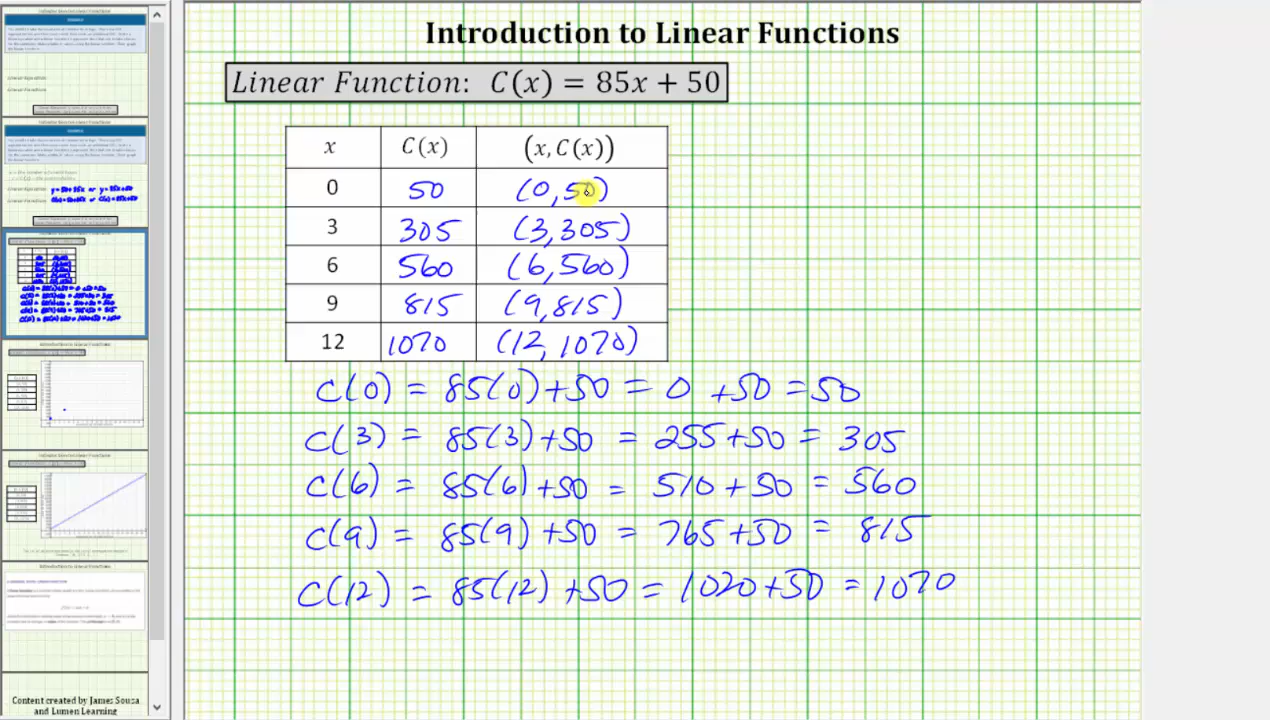 Introduction to Linear Functions
Linear Function: C(x) = 85x + 50
x C(x) (x, C(x))
0 50 (0,50)
3 305 (3,305)
6 560 (6,560)
9 815 (9,815)
12 1070 (12,1070)
C(0) = 85(0)+50 = 0 +50 = 50
C(3) = 85(3)+50 = 255+50 = 305
C(6) = 85(6)+50 = 510+50 = 560
C(9) = 85(9)+50 = 765+50 = 815
C(12) = 85(12)+50 = 1020+50 = 1070
Content created by James Sousa
and Lumen Learning